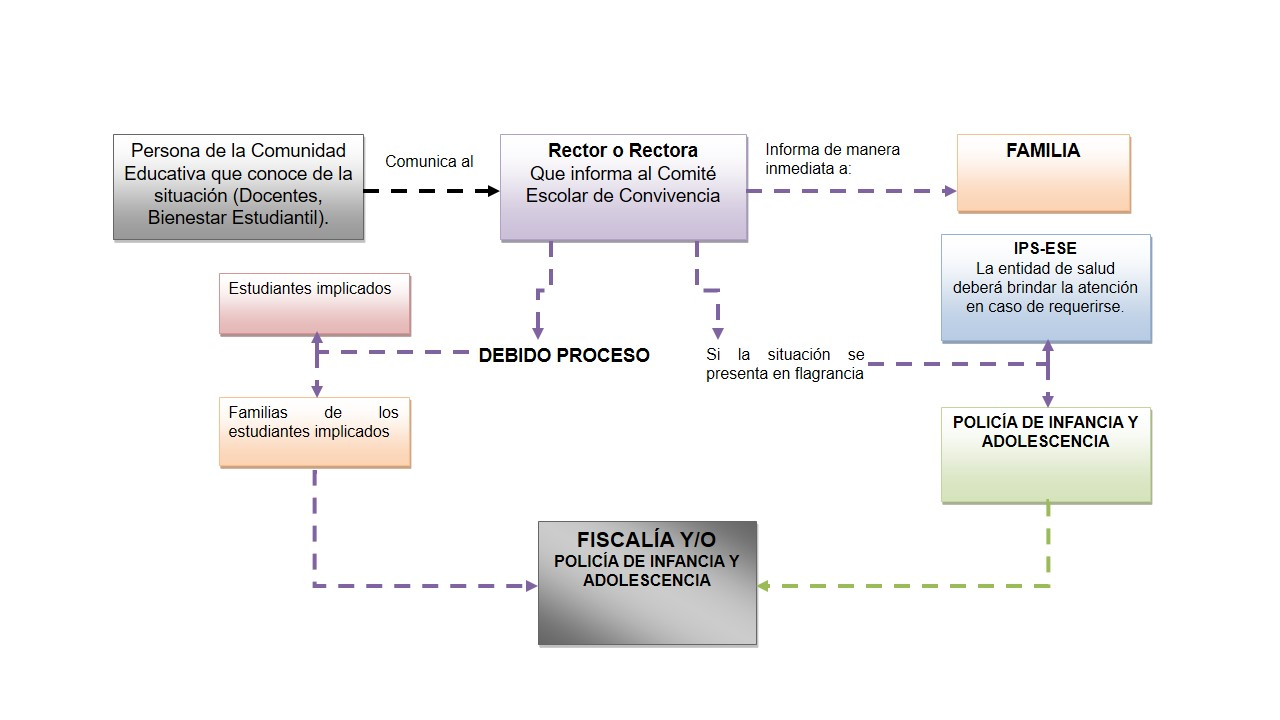 Persona de la Comunidad
Educativa que conoce de la
situación (Docentes,
Bienestar Estudiantil).
Comunica al
Rector o Rectora
Que informa al Comité
Escolar de Convivencia
Informa de manera
inmediata a:
FAMILIA
IPS-ESE
La entidad de salud
deberá brindar la atención
en caso de requerirse.
Estudiantes implicados
DEBIDO PROCESO
Si la situación se
presenta en flagrancia
Familias de los
estudiantes implicados
POLICÍA DE INFANCIA Y
ADOLESCENCIA
FISCALÍA Y/O
POLICÍA DE INFANCIA Y
ADOLESCENCIA